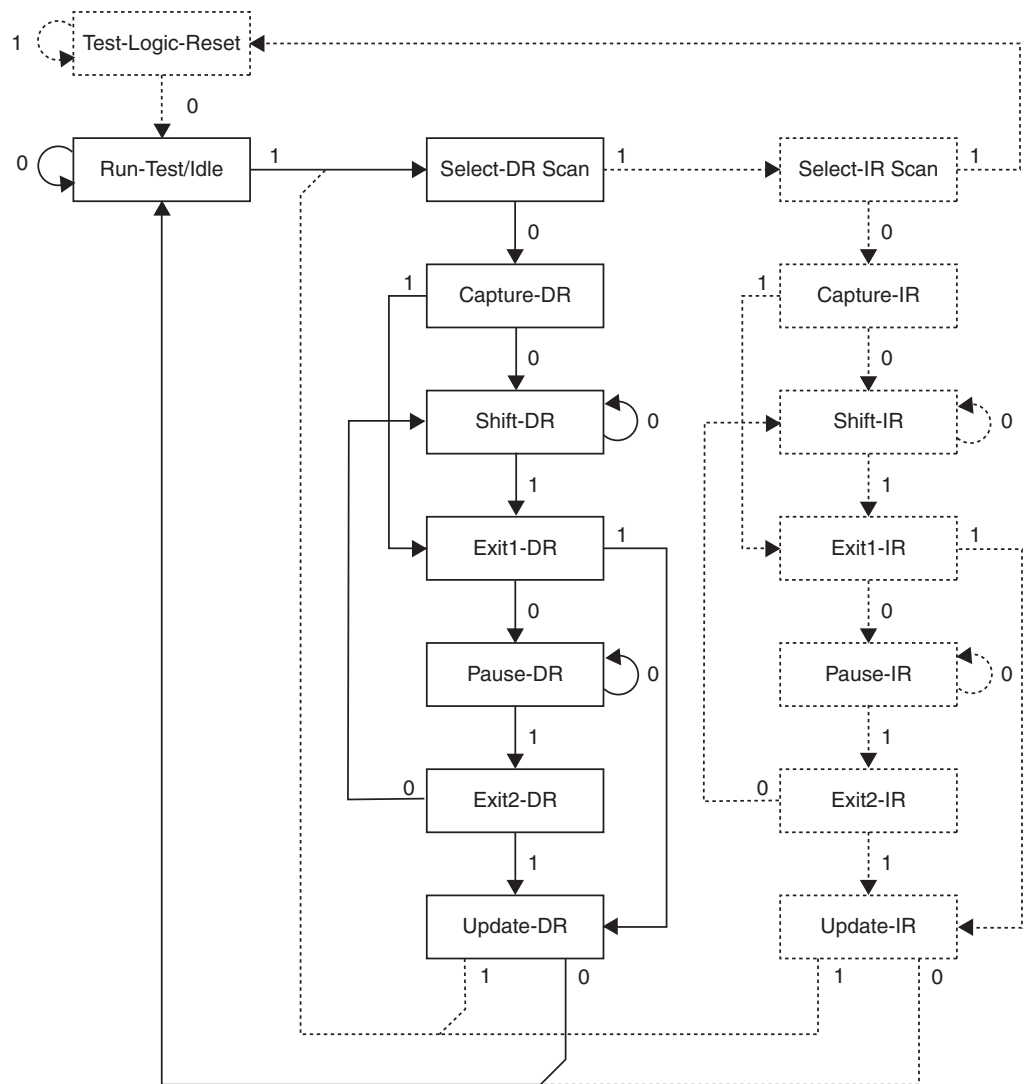 1
Test-Logic-Reset
0
0
Run-Test/Idle
1
Select-DR Scan
1
Select-IR Scan
1
0
0
1
Capture-DR
1
Capture-IR
0
0
Shift-DR
0
Shift-IR
0
1
1
Exit1-DR
1
Exit1-IR
1
0
0
Pause-DR
0
Pause-IR
0
1
1
0
Exit2-DR
0
Exit2-IR
1
1
Update-DR
Update-IR
1
0
1
0